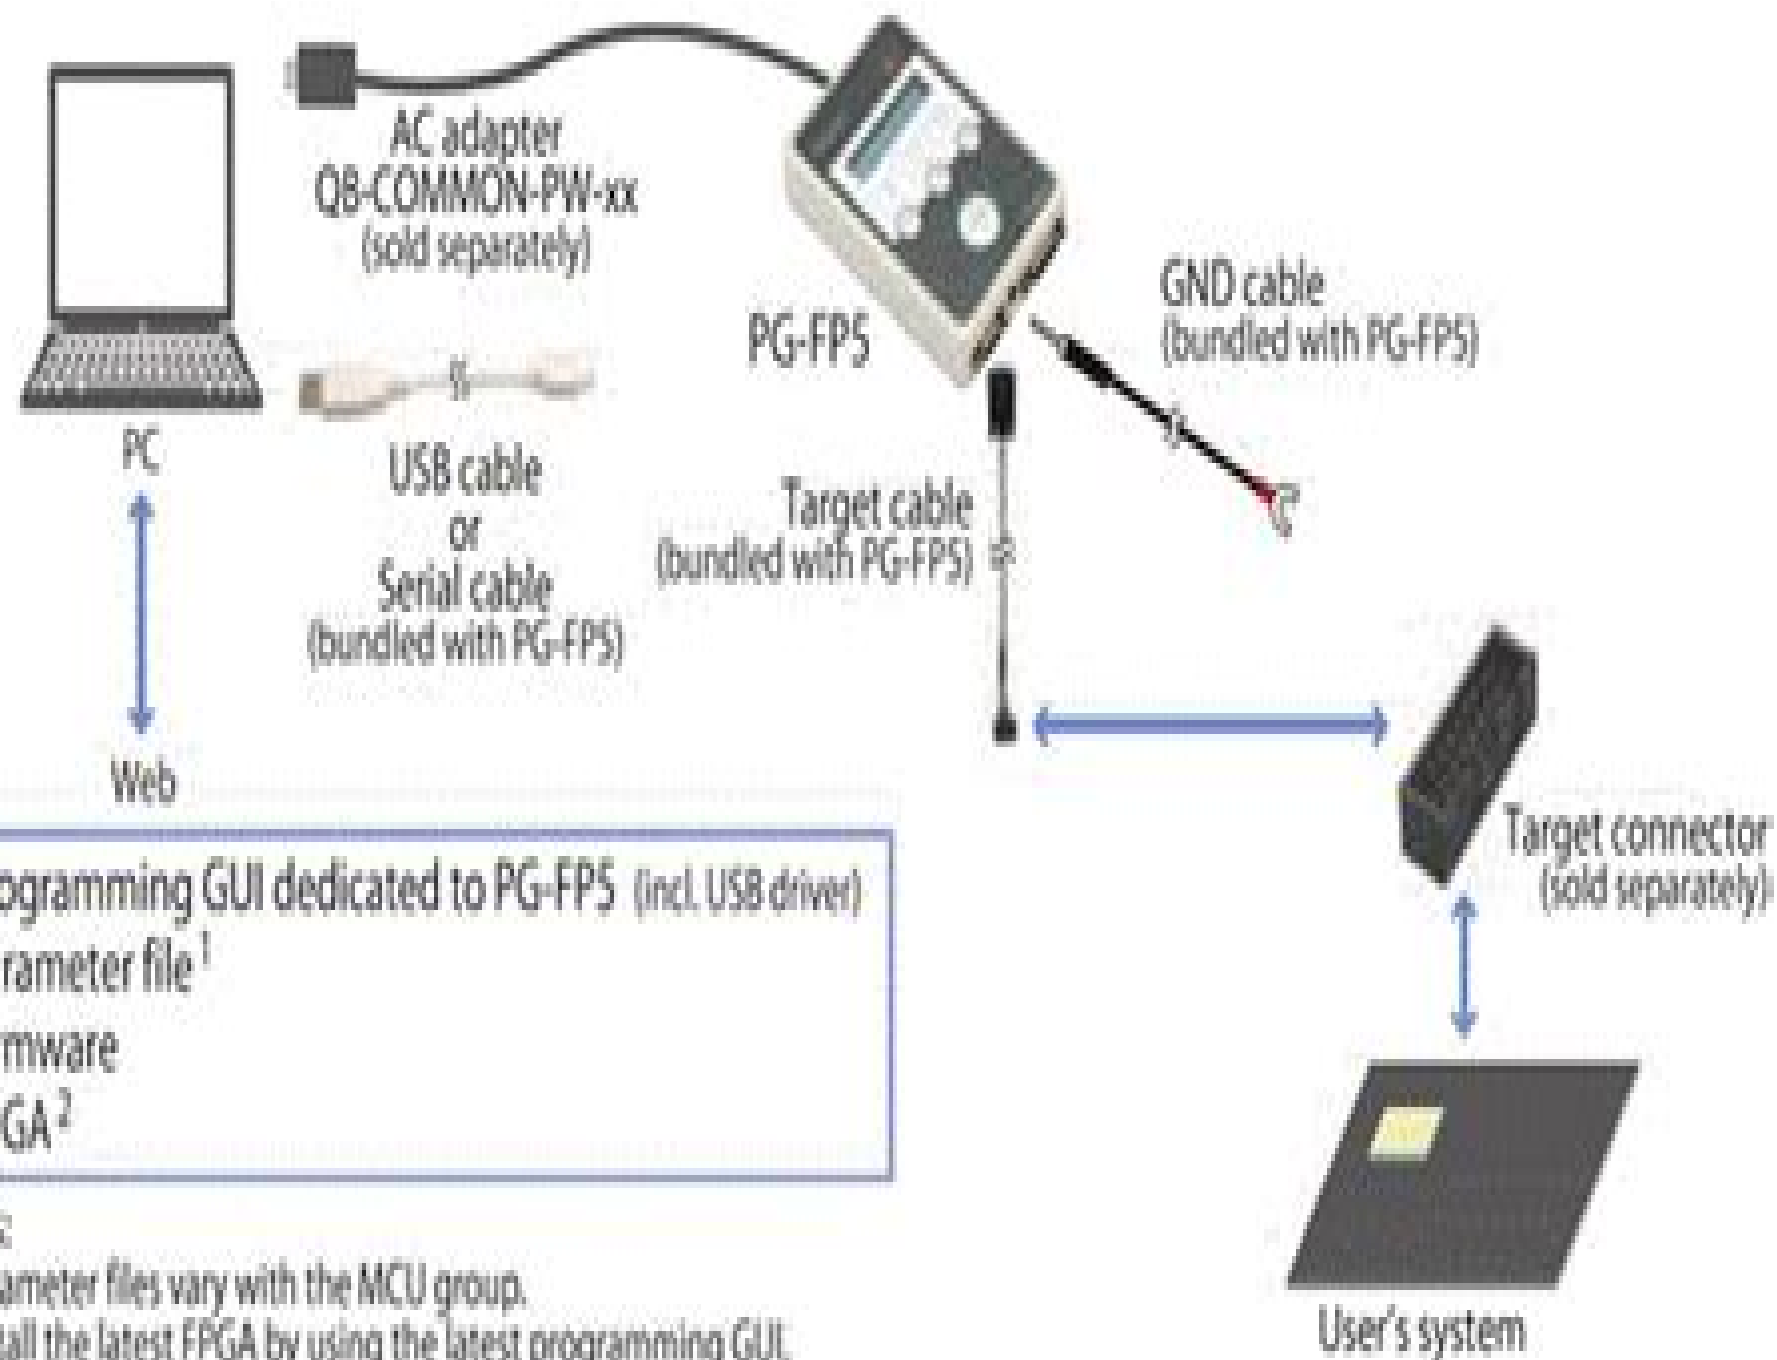 AC adapter
QB-COMMON-PW-xx
(sold separately)
PG-FP5
GND cable
(bundled with PG-FP5)
PC
USB cable
or
Serial cable
(bundled with PG-FP5)
Target cable
(bundled with PG-FP5)
Web
ogramming GUI dedicated to PG-FP5 (incl. USB driver)
rameter file 1
rmware
GA 2
Target connector
(sold separately)
ameter files vary with the MCU group.
tall the latest FPGA by using the latest programming GUI.
User's system